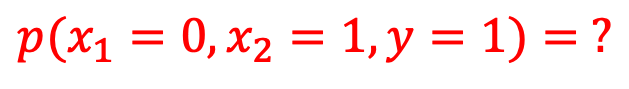 p(x₁ = 0, x₂ = 1, y = 1) = ?